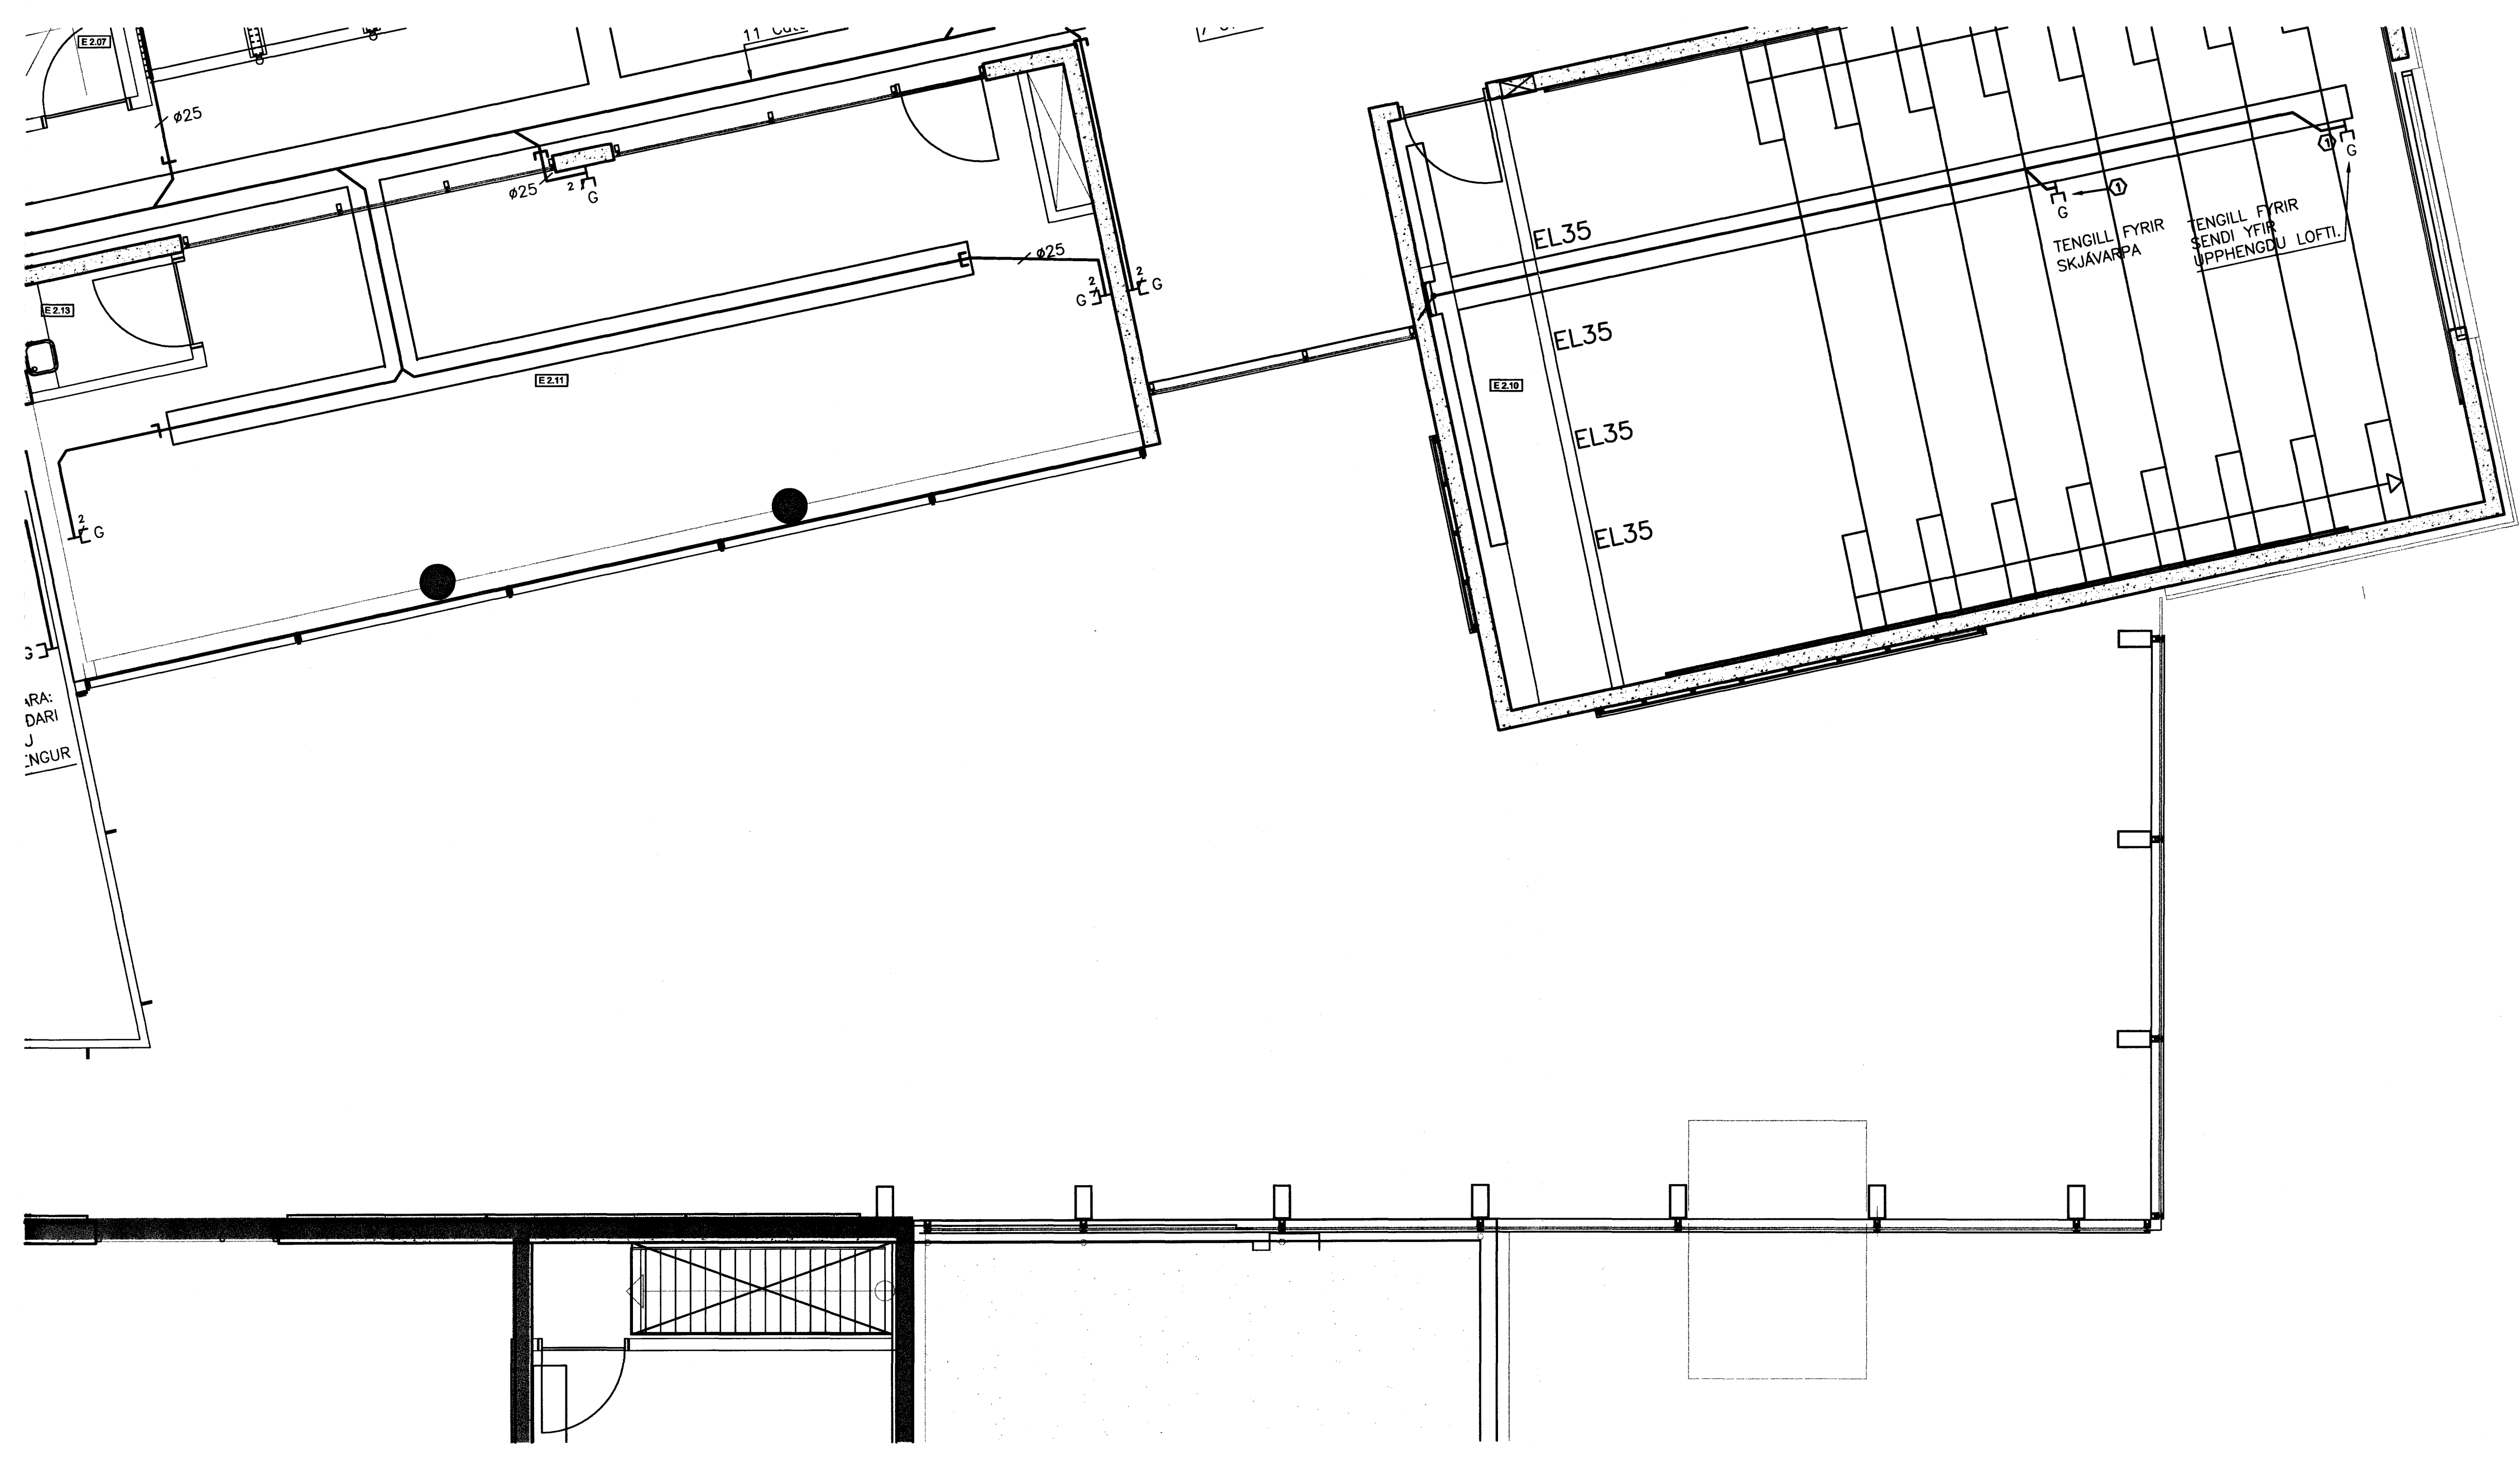 E 2.07
ø25
ø25
2
G
ø25
2
G
2
G
E 2.13
E 2.11
2
G
G
ARA:
DARI
J
ENGUR
EL35
EL35
EL35
EL35
E 2.10
1
G
1
G
TENGILL FYRIR
SKJÁVARPA
TENGILL FYRIR
SENDI YFIR
UPPHENGDU LOFTI.